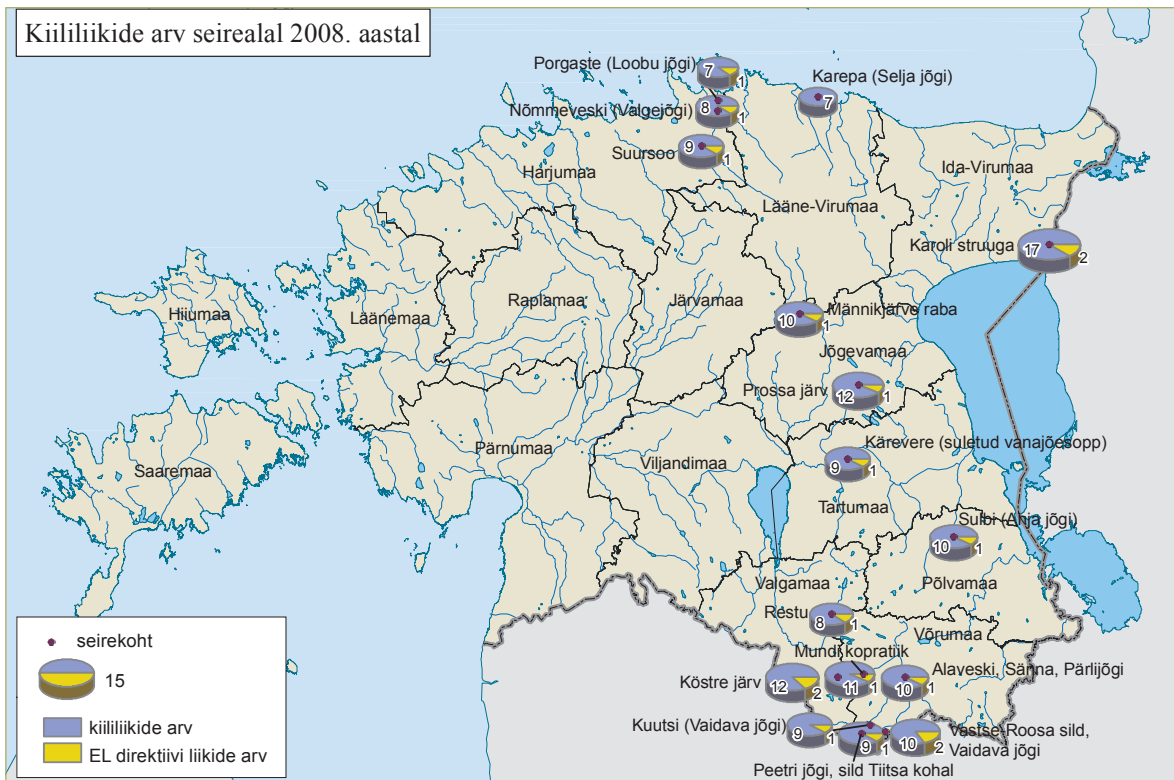 Kiililiikide arv seirealal 2008. aastal
Porgaste (Loobu jõgi)
7
1
Karepa (Selja jõgi)
7
Nõmmeveski (Valgejõgi)
8
1
Suursoo
9
1
Harjumaa
Ida-Virumaa
Lääne-Virumaa
Karoli struuga
17
2
Hiiumaa
Läänemaa
Raplamaa
Järvamaa
Männikjärve raba
10
1
Jõgevamaa
Prossa järv
12
1
Pärnumaa
Kärevere (suletud vanajõesopp)
9
1
Saaremaa
Viljandimaa
Tartumaa
Sulbi (Ahja jõgi)
10
1
Valgamaa
Põlvamaa
Restu
8
1
Võrumaa
Mundi kopratiik
11
1
Alaveski, Sänna, Pärlijõgi
10
1
Köstre järv
12
2
Kuutsi (Vaidava jõgi)
9
1
9
1
10
2
Vastse-Roosa sild,
Vaidava jõgi
Peetri jõgi, sild Tiitsa kohal
seirekoht
15
kiililiikide arv
EL direktiivi liikide arv